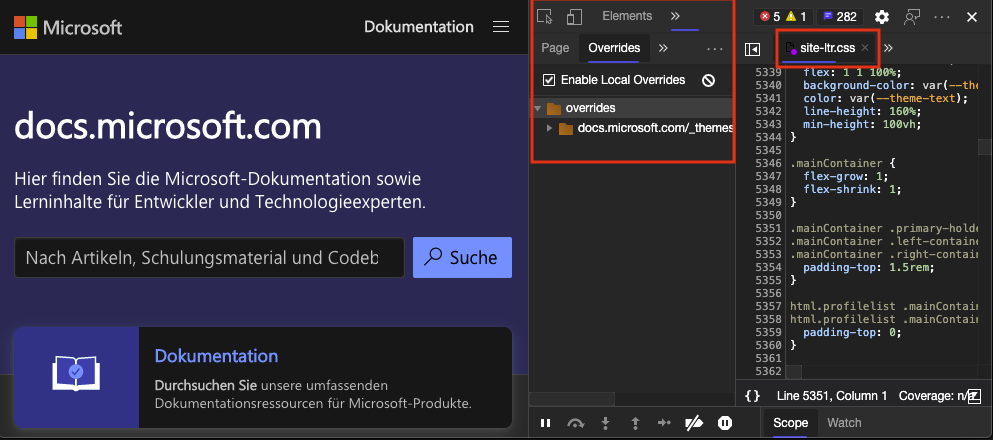 Microsoft
Dokumentation
docs.microsoft.com
Hier finden Sie die Microsoft-Dokumentation sowie
Lerninhalte für Entwickler und Technologieexperten.
Nach Artikeln, Schulungsmaterial und Codeb
Suche
Dokumentation
Durchsuchen Sie unsere umfassenden
Dokumentationsressourcen für Microsoft-Produkte.
Elements
5 1 282
Page Overrides
Enable Local Overrides
overrides
docs.microsoft.com/_themes
site-ltr.css
5339 flex: 1 1 100%;
5340 background-color: var(--the
5341 color: var(--theme-text);
5342 line-height: 160%;
5343 min-height: 100vh;
5344 }
5345
5346 .mainContainer {
5347 flex-grow: 1;
5348 flex-shrink: 1;
5349 }
5350
5351 .mainContainer .primary-holde
5352 .mainContainer .left-containe
5353 .mainContainer .right-contain
5354 padding-top: 1.5rem;
5355 }
5356
5357 html.profilelist .mainContain
5358 html.profilelist .mainContain
5359 padding-top: 0;
5360 }
5361
5362
{} Line 5351, Column 1 Coverage: n/a
Scope Watch